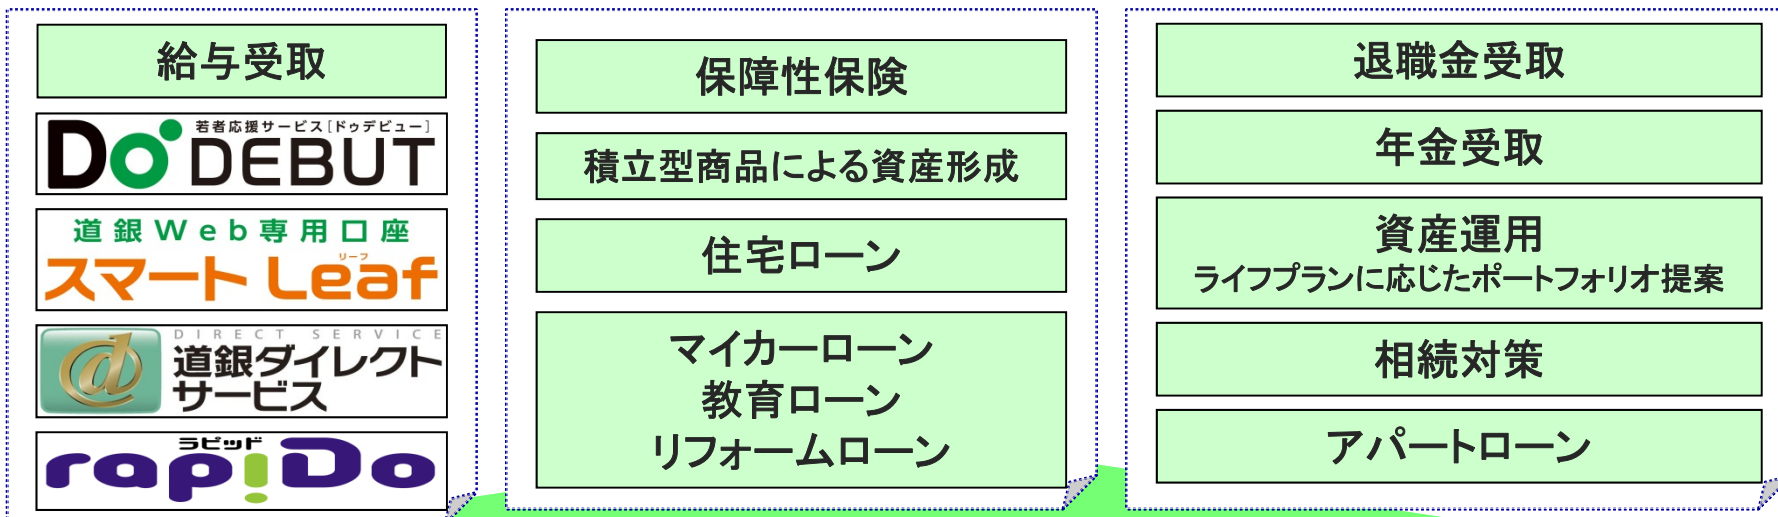 給与受取
若者応援サービス[ドゥデビュー]
Do DEBUT
道銀Web専用口座
リーフ
スマートLeaf
DIRECT SERVICE
道銀ダイレクト
サービス
ラピッド
rapiDo
保障性保険
積立型商品による資産形成
住宅ローン
マイカーローン
教育ローン
リフォームローン
退職金受取
年金受取
資産運用
ライフプランに応じたポートフォリオ提案
相続対策
アパートローン